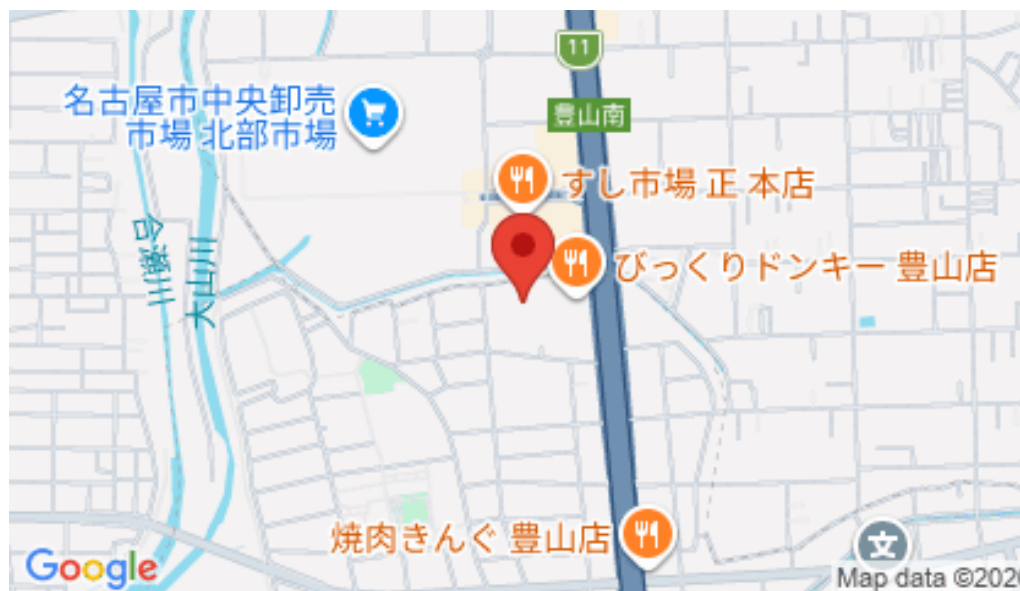 11
名古屋市中央卸売
市場 北部市場
豊山南
すし市場 正 本店
びっくりドンキー 豊山店
合瀬川
大山川
焼肉きんぐ 豊山店
文
Google
Map data ©2020